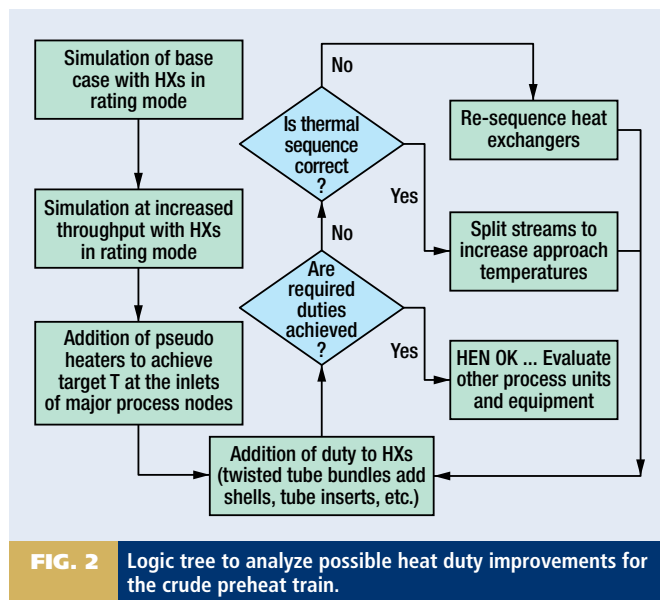 Simulation of base
case with HXs in
rating mode
Simulation at increased
throughput with HXs
in rating mode
Addition of pseudo
heaters to achieve
target T at the inlets
of major process nodes
Addition of duty to HXs
(twisted tube bundles add
shells, tube inserts, etc.)
Are
required
duties
achieved
?
No
Yes
Is thermal
sequence
correct
?
No
Yes
Re-sequence heat
exchangers
Split streams to
increase approach
temperatures
HEN OK ... Evaluate
other process units
and equipment
FIG. 2
Logic tree to analyze possible heat duty improvements for
the crude preheat train.